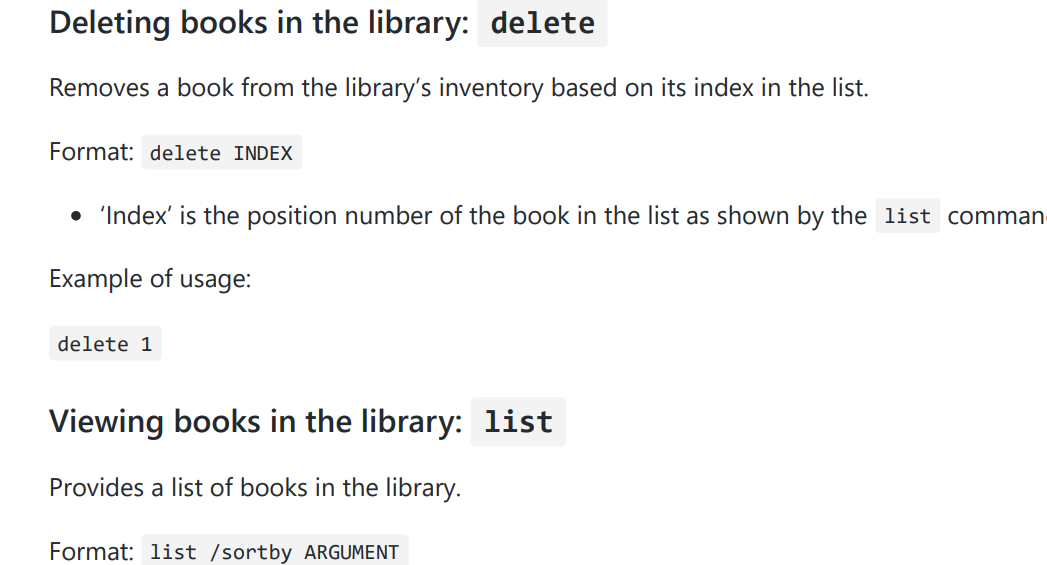 Deleting books in the library: delete
Removes a book from the library’s inventory based on its index in the list.
Format: delete INDEX
• ‘Index’ is the position number of the book in the list as shown by the list
Example of usage:
delete 1
Viewing books in the library: list
Provides a list of books in the library.
Format: list /sortby ARGUMENT